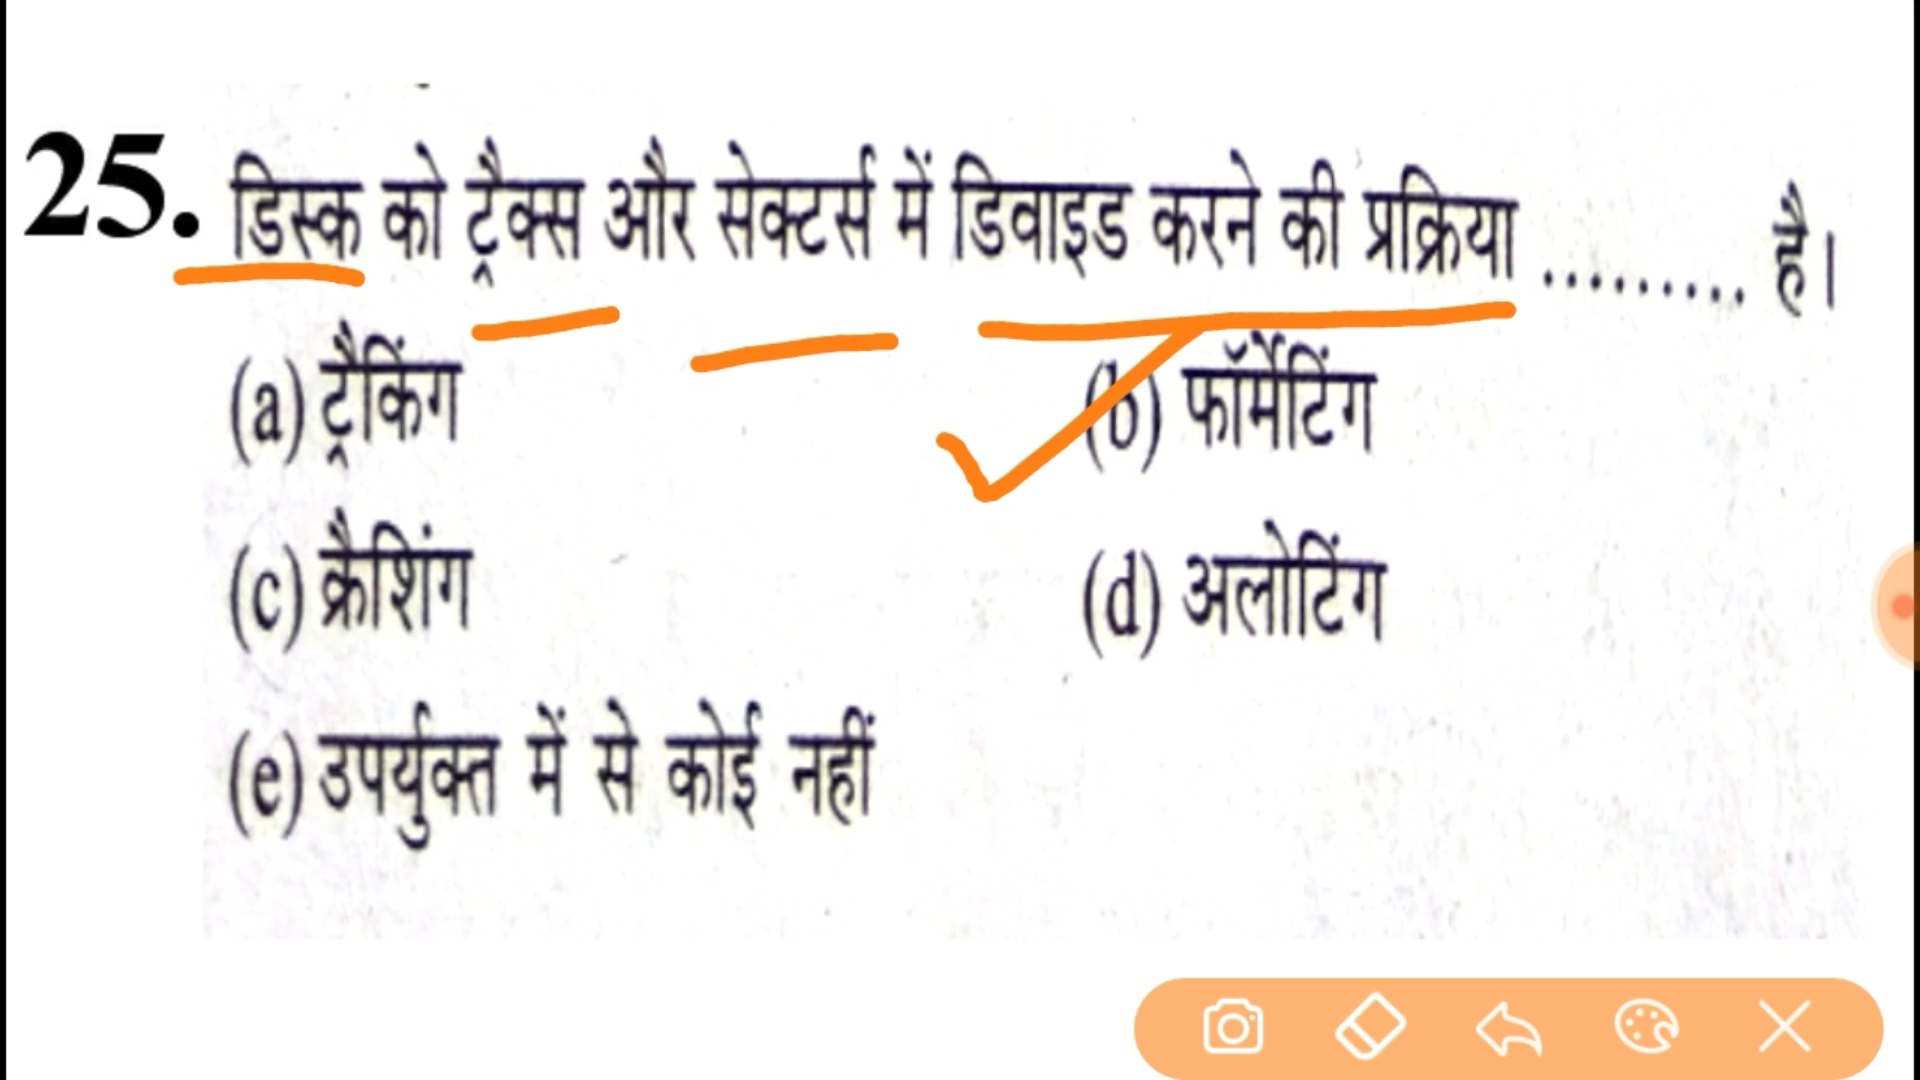 25. डिस्क को ट्रैक्स और सेक्टर्स में डिवाइड करने की प्रक्रिया ......... है।
(a) ट्रैकिंग (b) फॉर्मेटिंग
(c) क्रैशिंग (d) अलोटिंग
(e) उपर्युक्त में से कोई नहीं